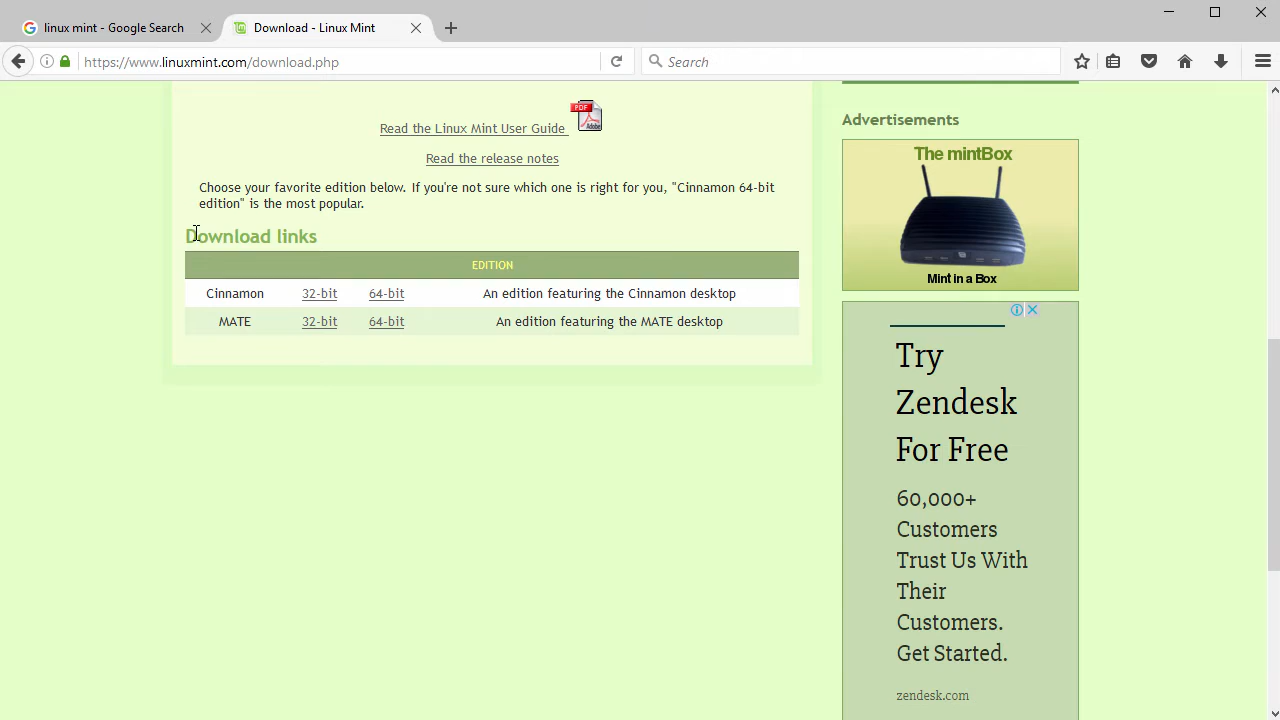 linux mint - Google Search
Download - Linux Mint
https://www.linuxmint.com/download.php
Search
PDF
Adobe
Read the Linux Mint User Guide
Read the release notes
Choose your favorite edition below. If you're not sure which one is right for you, "Cinnamon 64-bit
edition" is the most popular.
Download links
EDITION
Cinnamon 32-bit 64-bit An edition featuring the Cinnamon desktop
MATE 32-bit 64-bit An edition featuring the MATE desktop
Advertisements
The mintBox
Mint in a Box
Try
Zendesk
For Free
60,000+
Customers
Trust Us With
Their
Customers.
Get Started.
zendesk.com